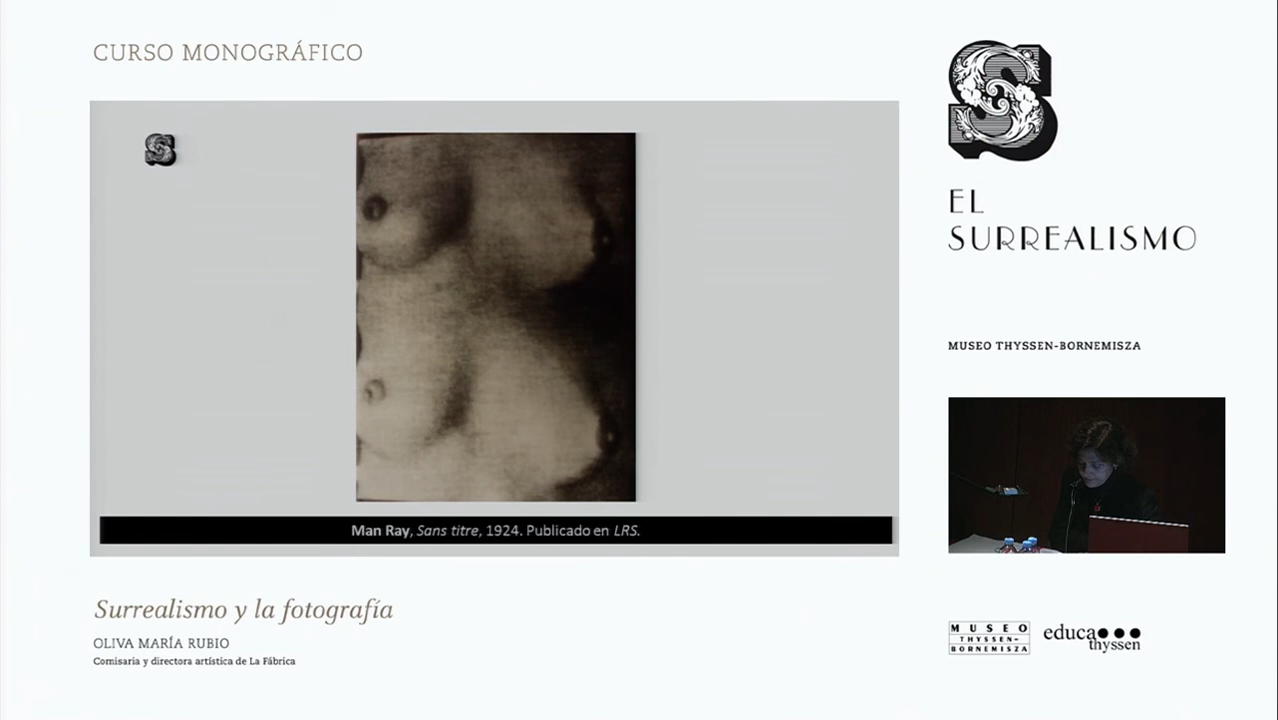 CURSO MONOGRÁFICO
S
S
EL
SURREALISMO
MUSEO THYSSEN-BORNEMISZA
Man Ray, Sans titre, 1924. Publicado en LRS.
Surrealismo y la fotografía
OLIVA MARÍA RUBIO
Comisaria y directora artística de La Fábrica
MUSEO
THYSSEN-
BORNEMISZA
educa
thyssen